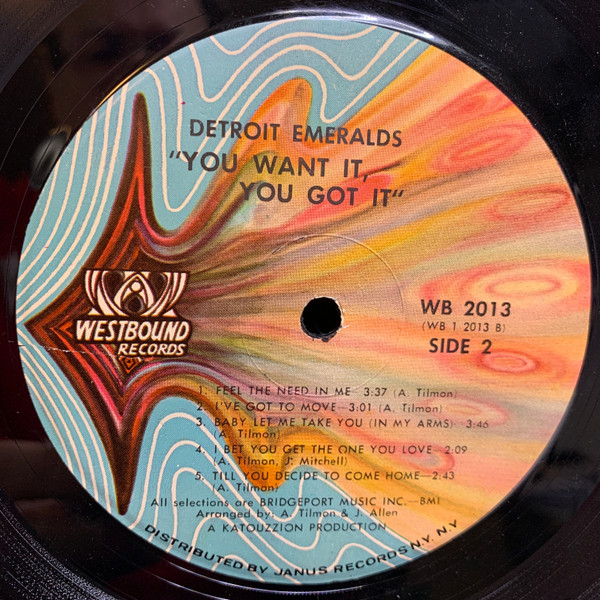 DETROIT EMERALDS
"YOU WANT IT,
YOU GOT IT"
WESTBOUND
RECORDS
WB 2013
(WB 1 2013 B)
SIDE 2
1. FEEL THE NEED IN ME—3:37 (A. Tilmon)
2. I'VE GOT TO MOVE—3:01 (A. Tilmon)
3. BABY LET ME TAKE YOU (IN MY ARMS)—3:46
(A. Tilmon)
4. I BET YOU GET THE ONE YOU LOVE—2:09
(A. Tilmon, J. Mitchell)
5. TILL YOU DECIDE TO COME HOME—2:43
(A. Tilman)
All selections are BRIDGEPORT MUSIC INC.—BMI
Arranged by: A. Tilmon & J. Allen
A KATOUZZION PRODUCTION
DISTRIBUTED BY JANUS RECORDS N.Y. N.Y